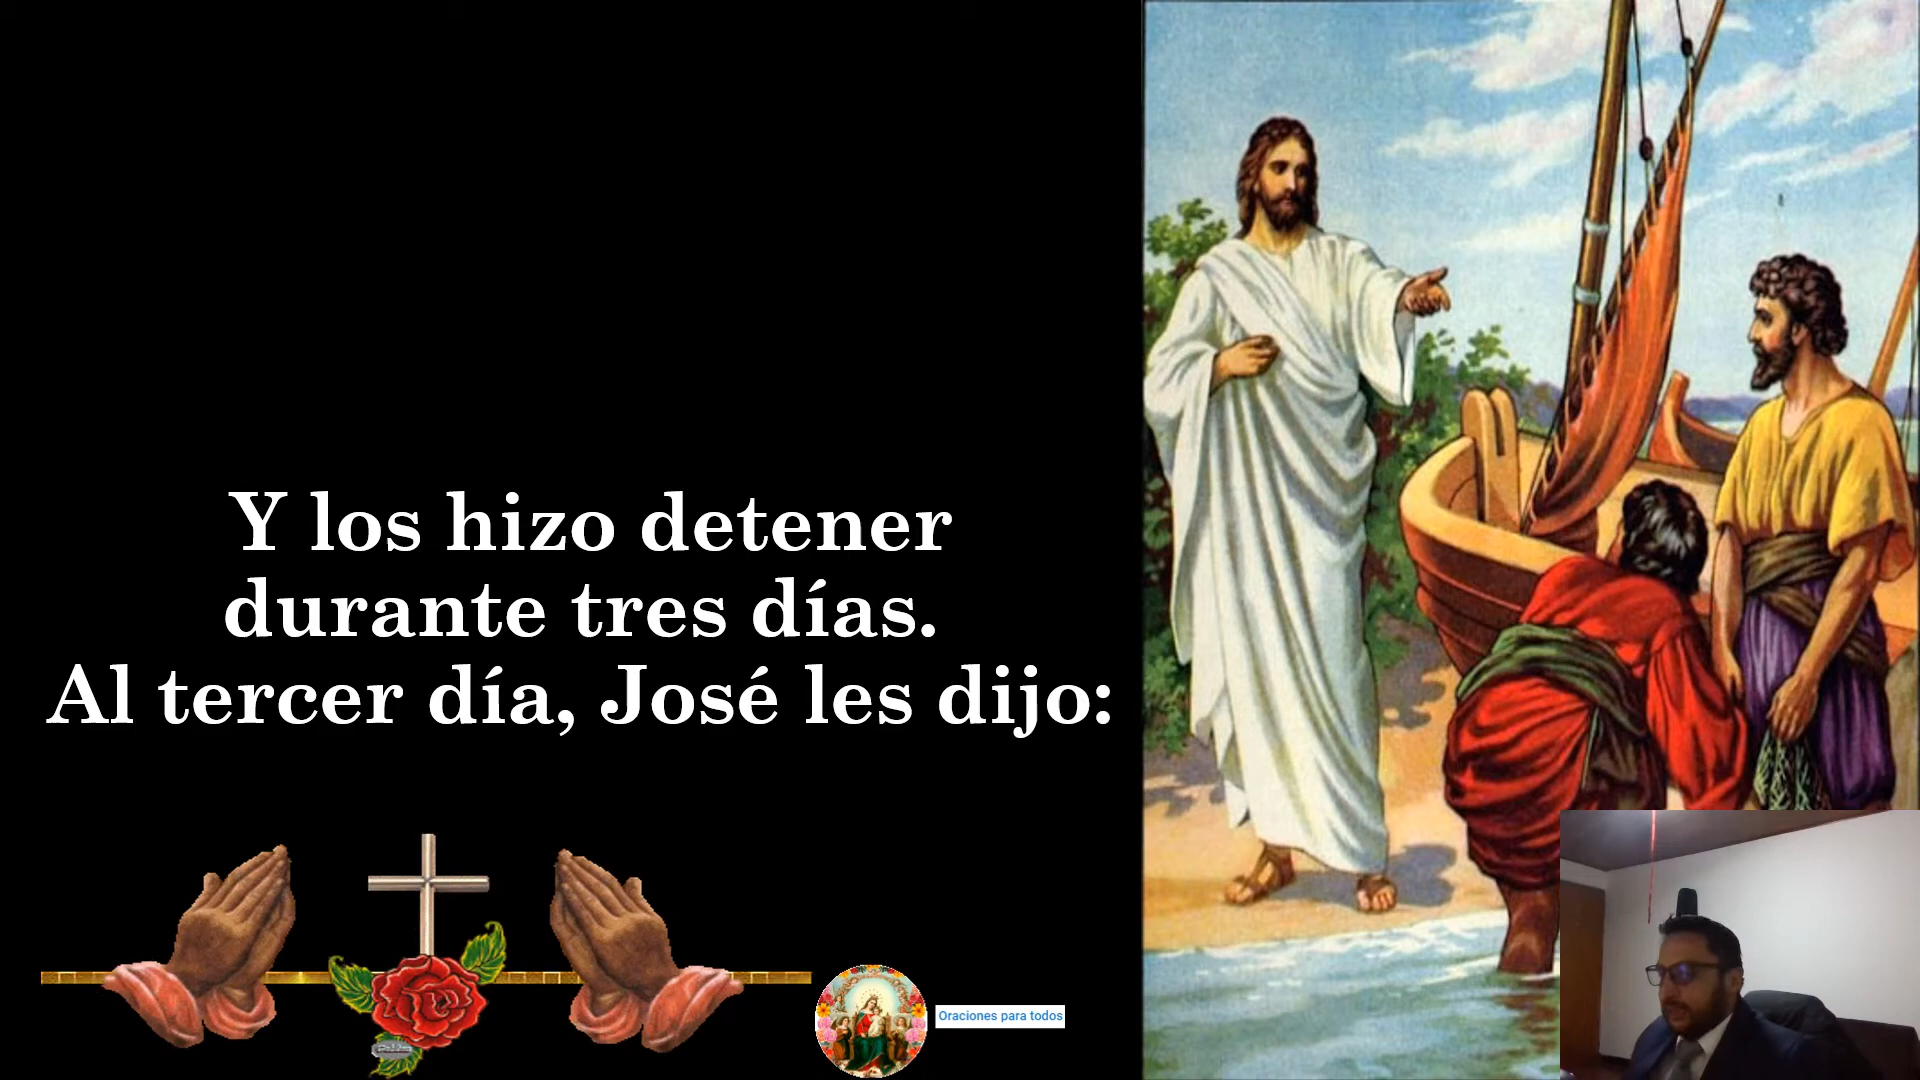 Y los hizo detener
durante tres días.
Al tercer día, José les dijo:
Oraciones para todos